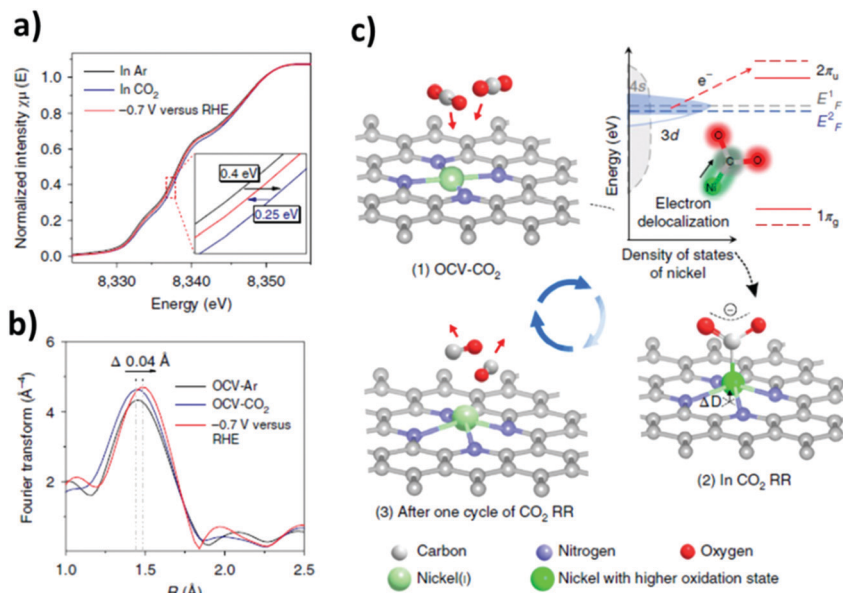 a)
Normalized intensity χμ (E)
1.0
0.8
0.6
0.4
0.2
0.0
In Ar
In CO2
−0.7 V versus RHE
0.4 eV
0.25 eV
8,330
8,340
8,350
Energy (eV)
b)
Fourier transform (Å⁻⁴)
6
4
2
0
Δ 0.04 Å
OCV-Ar
OCV-CO2
−0.7 V versus
RHE
1.0
1.5
2.0
2.5
R (Å)
c)
(1) OCV-CO2
Energy (eV)
4s
3d
e⁻
2πu
E¹F
E²F
1πg
O
C
O
N
Electron
delocalization
Density of states
of nickel
⊖
Δ D
(2) In CO2 RR
(3) After one cycle of CO2 RR
Carbon
Nitrogen
Oxygen
Nickel(I)
Nickel with higher oxidation state